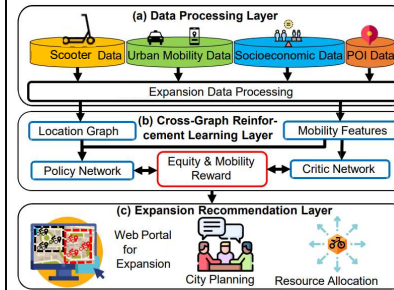 (a) Data Processing Layer
Scooter Data
Urban Mobility Data
Socioeconomic Data
POI Data
Expansion Data Processing
Location Graph
(b) Cross-Graph Reinfor-
cement Learning Layer
Mobility Features
Policy Network
Equity & Mobility
Reward
Critic Network
(c) Expansion Recommendation Layer
Web Portal
for
Expansion
City Planning
Resource Allocation